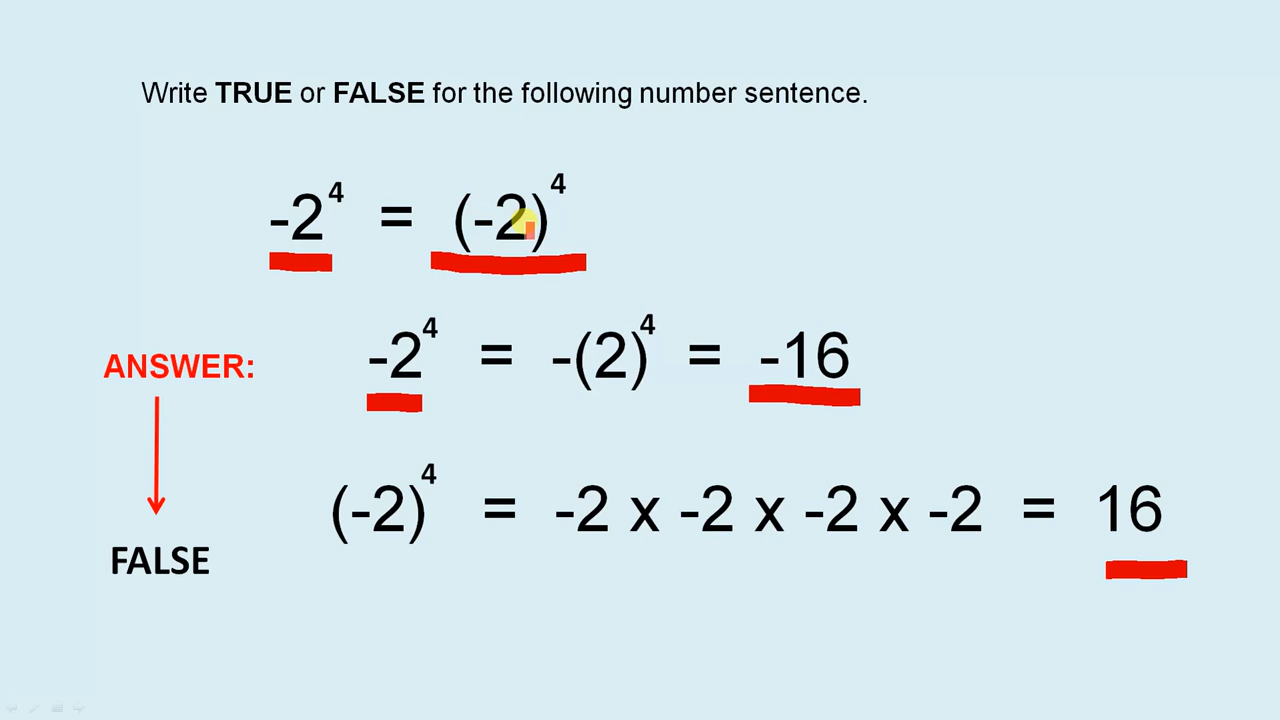 Write TRUE or FALSE for the following number sentence.
-2⁴ = (-2)⁴
ANSWER:
-2⁴ = -(2)⁴ = -16
(-2)⁴ = -2 x -2 x -2 x -2 = 16
FALSE